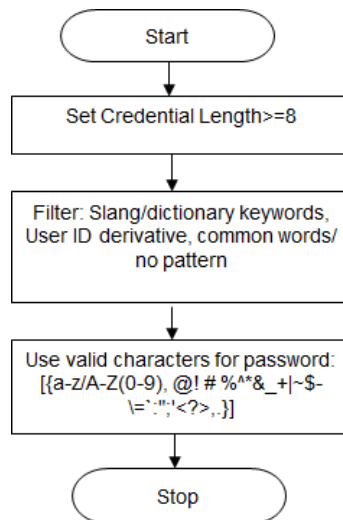 Start
Set Credential Length>=8
Filter: Slang/dictionary keywords,
User ID derivative, common words/
no pattern
Use valid characters for password:
[{a-z/A-Z(0-9), @! # %^*&_+|~$-
\=`:";'<?>,.}]
Stop